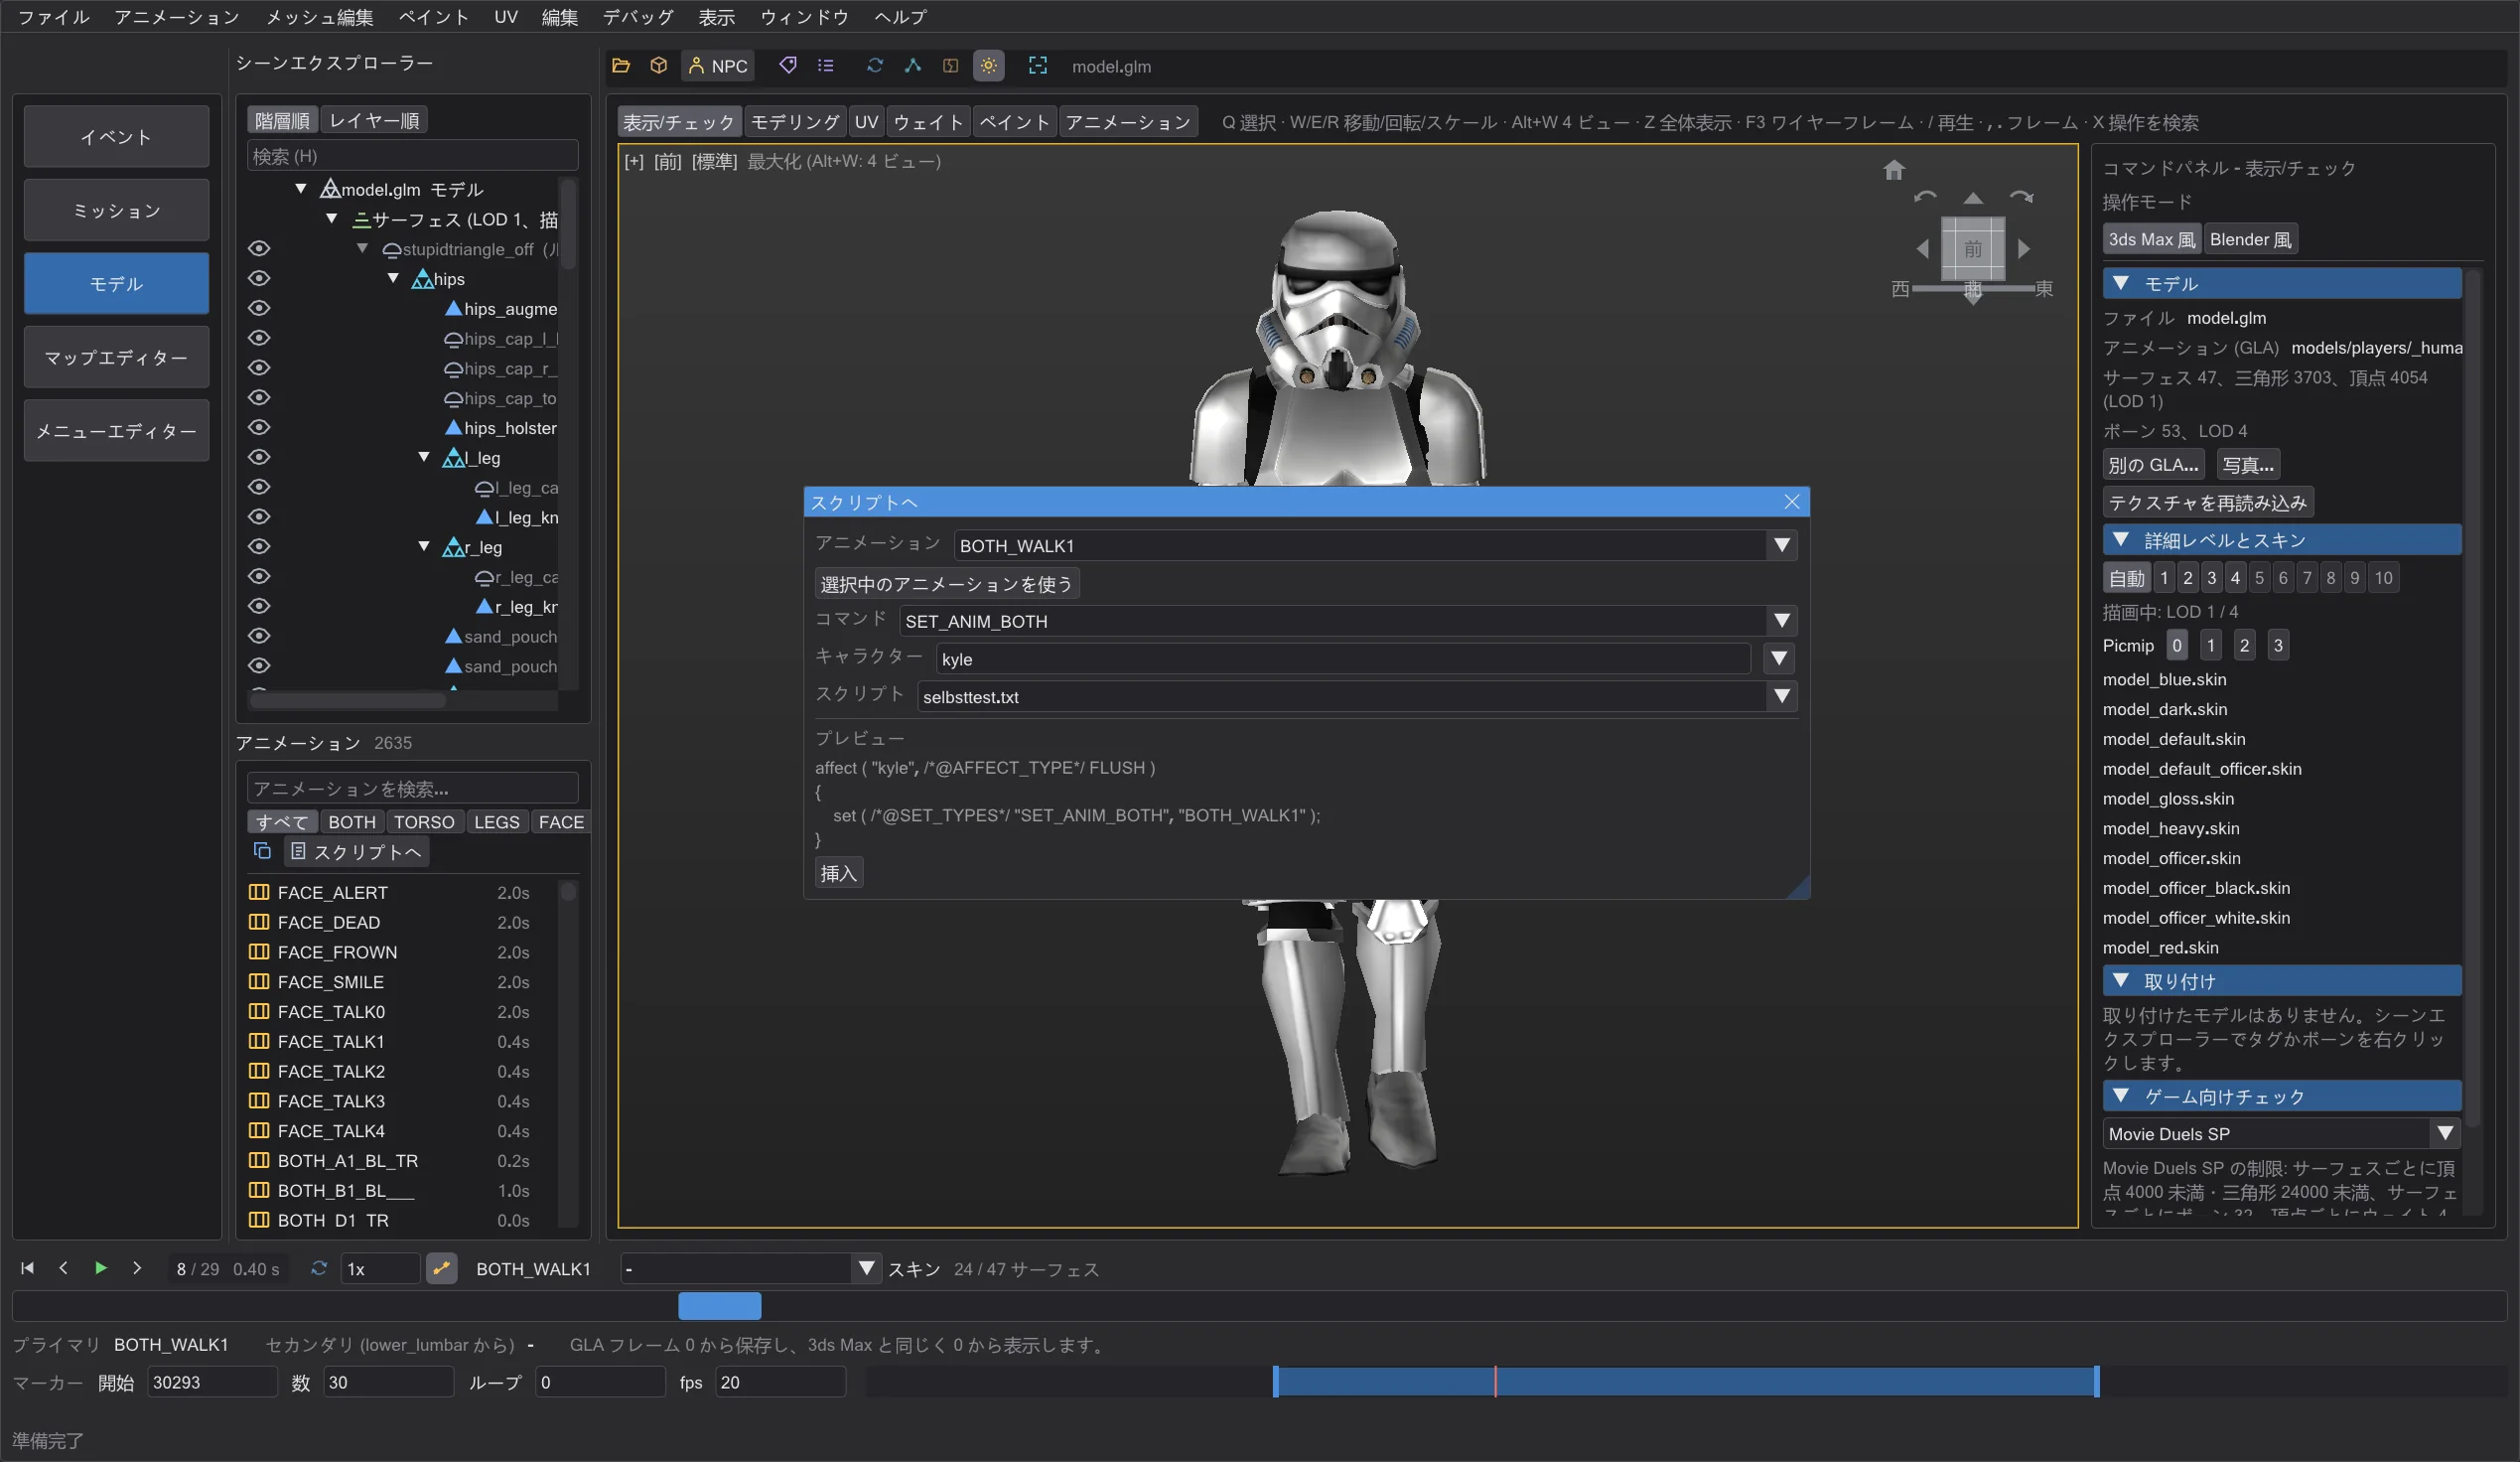 ファイル アニメーション メッシュ編集 ペイント UV 編集 デバッグ 表示 ウィンドウ ヘルプ
イベント
ミッション
モデル
マップエディター
メニューエディター
シーンエクスプローラー
階層順 レイヤー順
検索 (H)
model.glm モデル
サーフェス (LOD 1、描
stupidtriangle_off
hips
hips_augme
hips_cap_l_
hips_cap_r_
hips_cap_to
hips_holster
l_leg
l_leg_ca
l_leg_kn
r_leg
r_leg_ca
r_leg_kr
sand_pouch
sand_pouch
アニメーション 2635
アニメーションを検索...
すべて BOTH TORSO LEGS FACE
スクリプトへ
FACE_ALERT 2.0s
FACE_DEAD 2.0s
FACE_FROWN 2.0s
FACE_SMILE 2.0s
FACE_TALK0 2.0s
FACE_TALK1 0.4s
FACE_TALK2 0.4s
FACE_TALK3 0.4s
FACE_TALK4 0.4s
BOTH_A1_BL_TR 0.2s
BOTH_B1_BL___ 1.0s
BOTH_D1_TR 0.0s
NPC model.glm
表示/チェック モデリング UV ウェイト ペイント アニメーション Q 選択 · W/E/R 移動/回転/スケール · Alt+W 4 ビュー · Z 全体表示 · F3 ワイヤーフレーム · / 再生 · , . フレーム · X 操作を検索
[+] [前] [標準] 最大化 (Alt+W: 4 ビュー)
前
西 北 東
スクリプトへ
アニメーション BOTH_WALK1
選択中のアニメーションを使う
コマンド SET_ANIM_BOTH
キャラクター kyle
スクリプト selbsttest.txt
プレビュー
affect ( "kyle", /*@AFFECT_TYPE*/ FLUSH )
{
set ( /*@SET_TYPES*/ "SET_ANIM_BOTH", "BOTH_WALK1" );
}
挿入
コマンドパネル - 表示/チェック
操作モード
3ds Max 風 Blender 風
モデル
ファイル model.glm
アニメーション (GLA) models/players/_huma
サーフェス 47、三角形 3703、頂点 4054
(LOD 1)
ボーン 53、LOD 4
別の GLA... 写真...
テクスチャを再読み込み
詳細レベルとスキン
自動 1 2 3 4 5 6 7 8 9 10
描画中: LOD 1 / 4
Picmip 0 1 2 3
model_blue.skin
model_dark.skin
model_default.skin
model_default_officer.skin
model_gloss.skin
model_heavy.skin
model_officer.skin
model_officer_black.skin
model_officer_white.skin
model_red.skin
取り付け
取り付けたモデルはありません。シーンエ
クスプローラーでタグかボーンを右クリッ
クします。
ゲーム向けチェック
Movie Duels SP
Movie Duels SP の制限: サーフェスごとに頂
点 4000 未満・三角形 24000 未満、サーフェ
スごとにボーン 32、頂点ごとにウェイト 4
8 / 29 0.40 s 1x BOTH_WALK1 - スキン 24 / 47 サーフェス
プライマリ BOTH_WALK1 セカンダリ (lower_lumbar から) - GLA フレーム 0 から保存し、3ds Max と同じく 0 から表示します。
マーカー 開始 30293 数 30 ループ 0 fps 20
準備完了